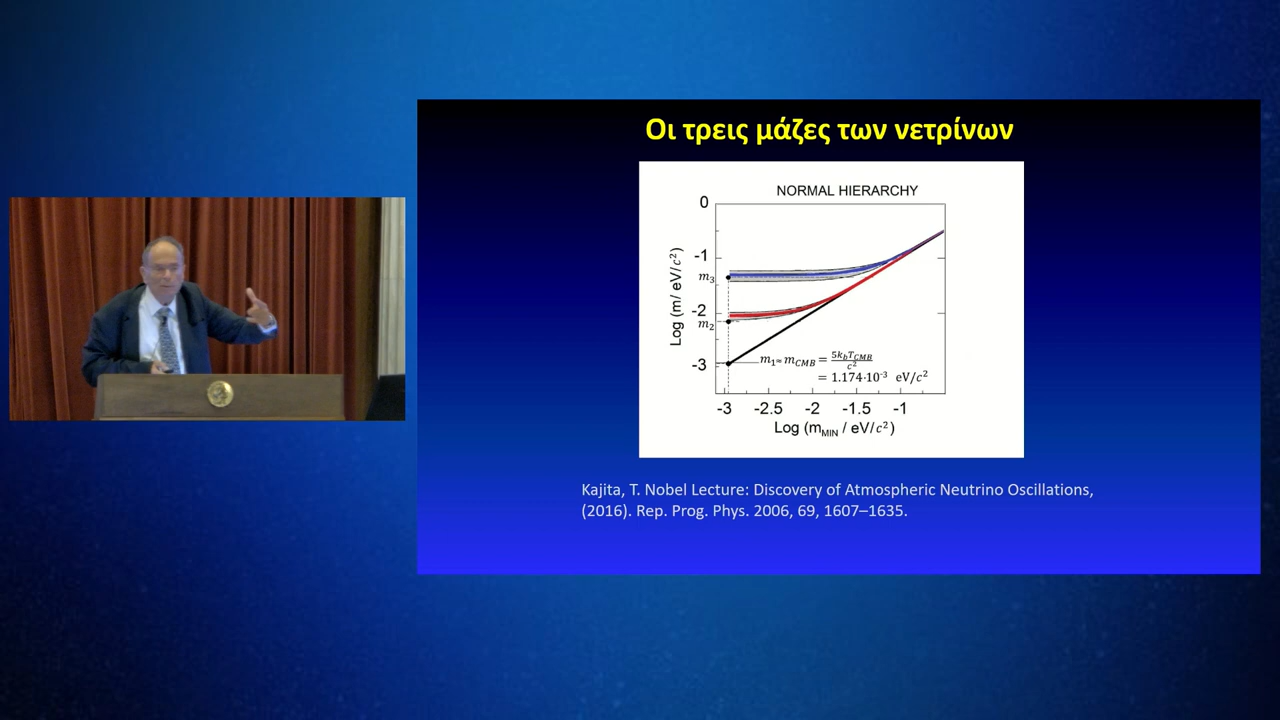 Οι τρεις μάζες των νετρίνων
NORMAL HIERARCHY
0
-1
m₃
-2
m₂
-3
Log (m/ eV/c²)
m₁≈ m_CMB = 5k_bT_CMB / c²
= 1.174·10⁻³ eV/c²
-3 -2.5 -2 -1.5 -1
Log (m_MIN / eV/c²)
Kajita, T. Nobel Lecture: Discovery of Atmospheric Neutrino Oscillations,
(2016). Rep. Prog. Phys. 2006, 69, 1607–1635.